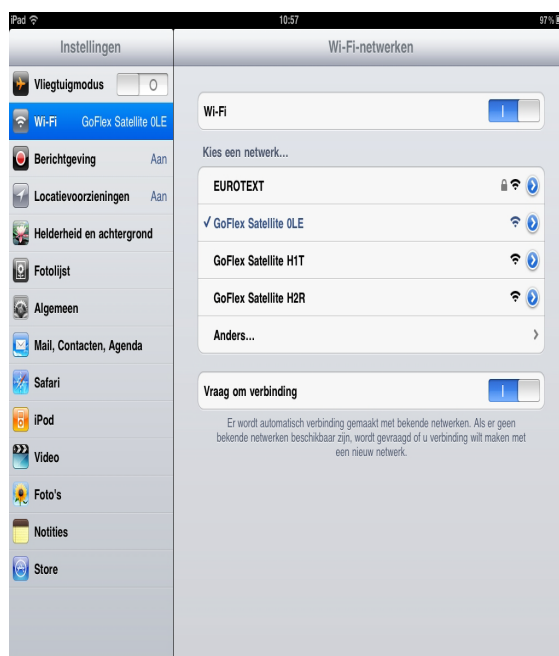 iPad 10:57 97%
Instellingen
Wi-Fi-netwerken
Vliegtuigmodus
Wi-Fi GoFlex Satellite 0LE
Berichtgeving Aan
Locatievoorzieningen Aan
Helderheid en achtergrond
Fotolijst
Algemeen
Mail, Contacten, Agenda
Safari
iPod
Video
Foto's
Notities
Store
Wi-Fi
Kies een netwerk...
EUROTEXT
GoFlex Satellite 0LE
GoFlex Satellite H1T
GoFlex Satellite H2R
Anders...
Vraag om verbinding
Er wordt automatisch verbinding gemaakt met bekende netwerken. Als er geen
bekende netwerken beschikbaar zijn, wordt gevraagd of u verbinding wilt maken met
een nieuw netwerk.